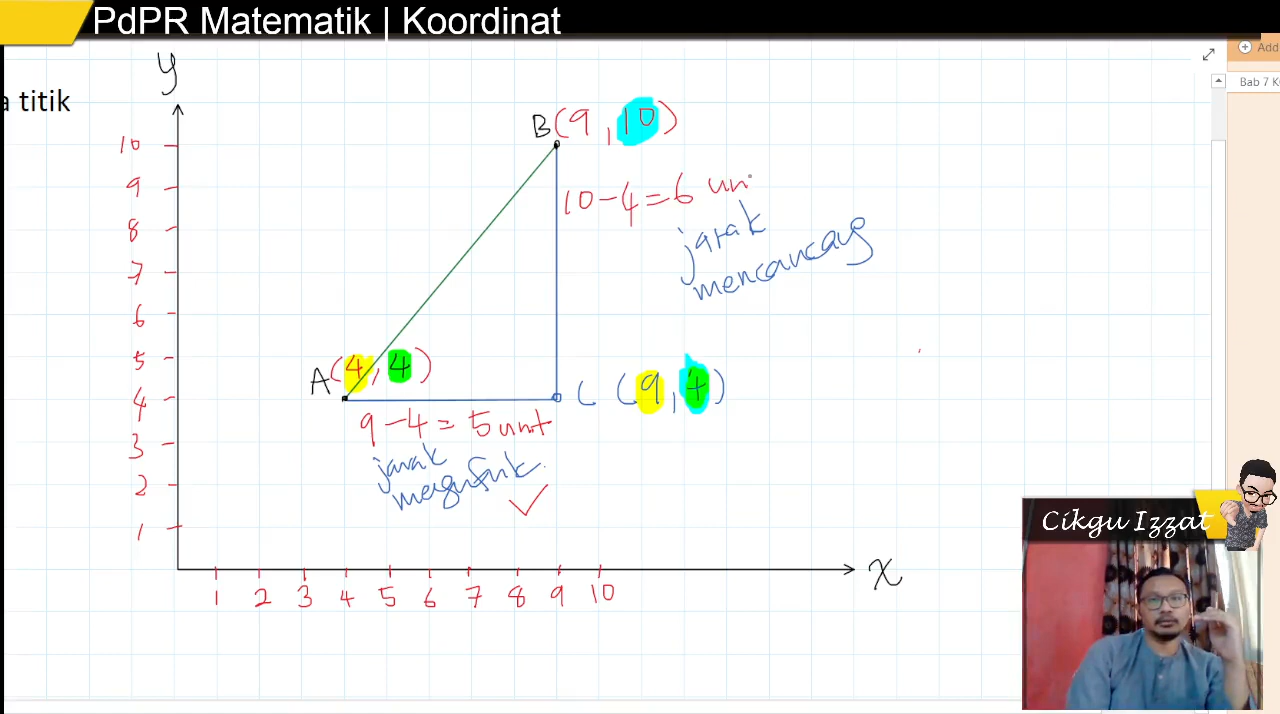 PdPR Matematik | Koordinat
Add
Bab 7 K
a titik
y
B(9, 10)
10
9
8
7
6
5
4
3
2
1
10-4=6 uni
jarak
mencancang
A(4, 4)
C (9, 4)
9-4=5 unit
jarak
mengufuk
Cikgu Izzat
x
1 2 3 4 5 6 7 8 9 10